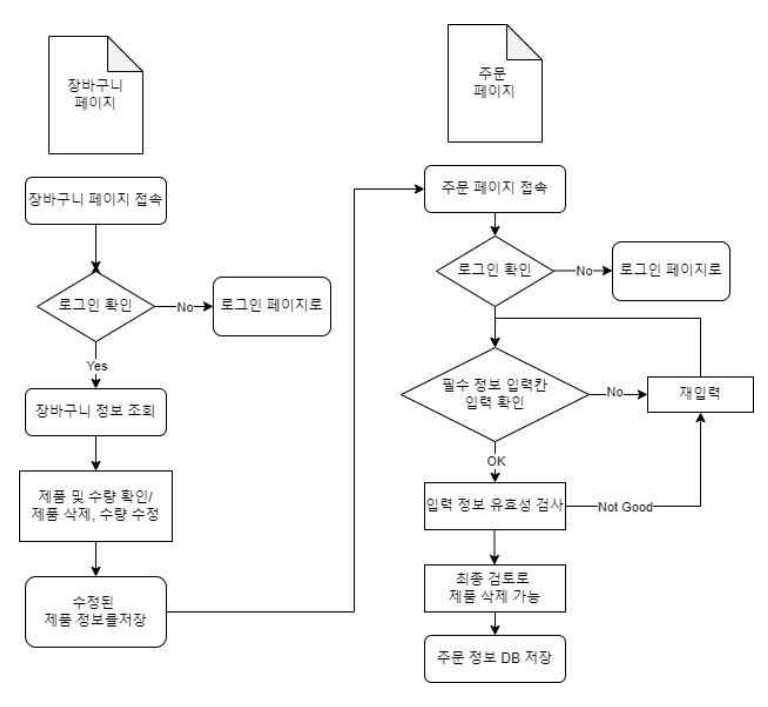 장바구니
페이지
장바구니 페이지 접속
로그인 확인
No
로그인 페이지로
Yes
장바구니 정보 조회
제품 및 수량 확인/
제품 삭제, 수량 수정
수정된
제품 정보를저장
주문
페이지
주문 페이지 접속
로그인 확인
No
로그인 페이지로
필수 정보 입력칸
입력 확인
No
재입력
OK
입력 정보 유효성 검사
Not Good
최종 검토로
제품 삭제 가능
주문 정보 DB 저장